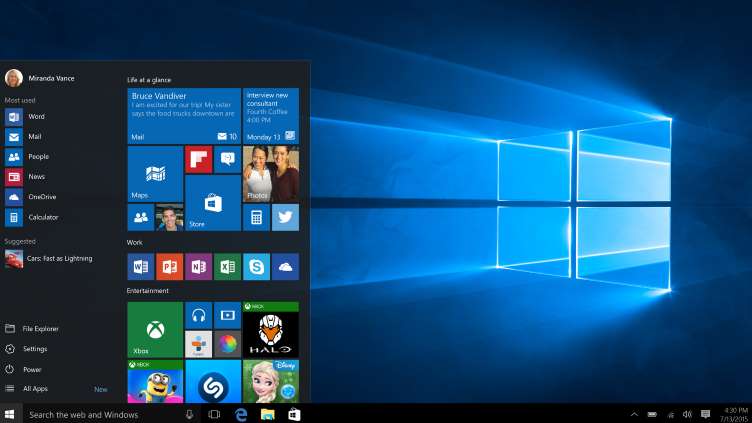 Miranda Vance
Most used
Word
Mail
People
News
OneDrive
Calculator
Suggested
Cars: Fast as Lightning
File Explorer
Settings
Power
All Apps New
Life at a glance
Bruce Vandiver
I am excited for our trip! My sister
says the food trucks downtown are
Mail 10
Interview new
consultant
Fourth Coffee
4:00 PM
Monday 13
Maps
Store
Photos
Work
Entertainment
Xbox
XBOX
HALO
XBOX
Disney
Search the web and Windows
4:30 PM
7/13/2015